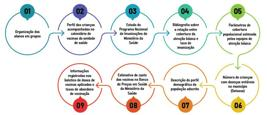 01
Organização dos
alunos em grupos
02
Perfil das crianças
acompanhadas no
calendário de
vacinas da unidade
de saúde
03
Estudo do
Programa Nacional
de Imunizações do
Ministério da
Saúde
04
Bibliografia sobre
a relação entre
cobertura de
atenção básica e
taxa de
imunização
05
cobertura
populacional estimada
pelas equipes de
atenção básica
06
Número de crianças
com doenças evitáveis
no município
(Datasus)
07
Descrição do perfil
demográfico da
população adscrita
08
Calculativo de custo
das vacinas no Banco
de Preços em Saúde
do Ministério da
Saúde
09
Informações
registradas nos
boletins de doses de
vacinas aplicadas e
taxas de abandono
de vacinação